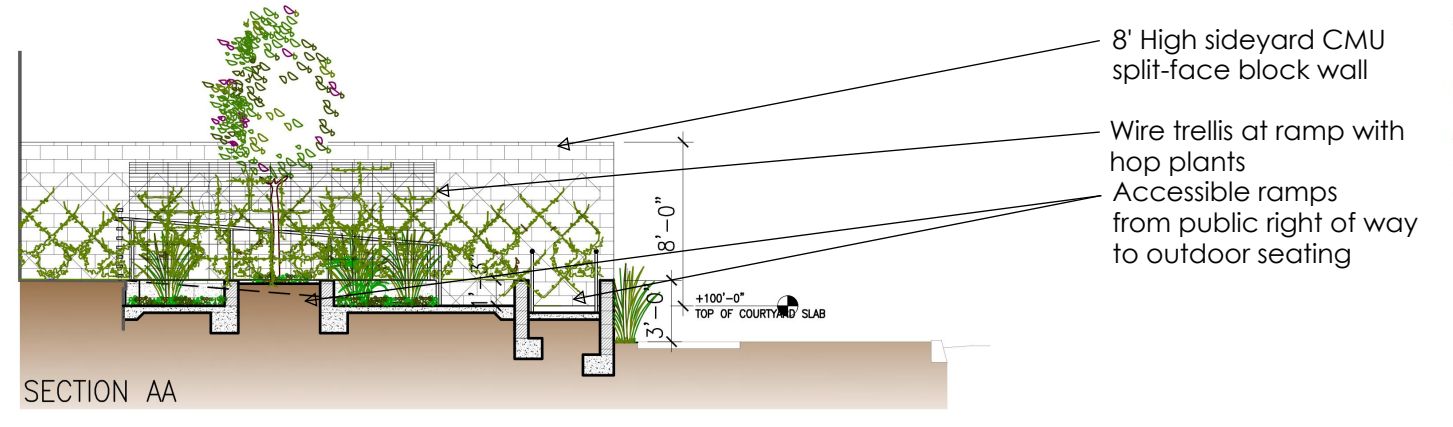 8' High sideyard CMU
split-face block wall
Wire trellis at ramp with
hop plants
Accessible ramps
from public right of way
to outdoor seating
8'-0"
3'-0"
+100'-0"
TOP OF COURTYARD SLAB
SECTION AA